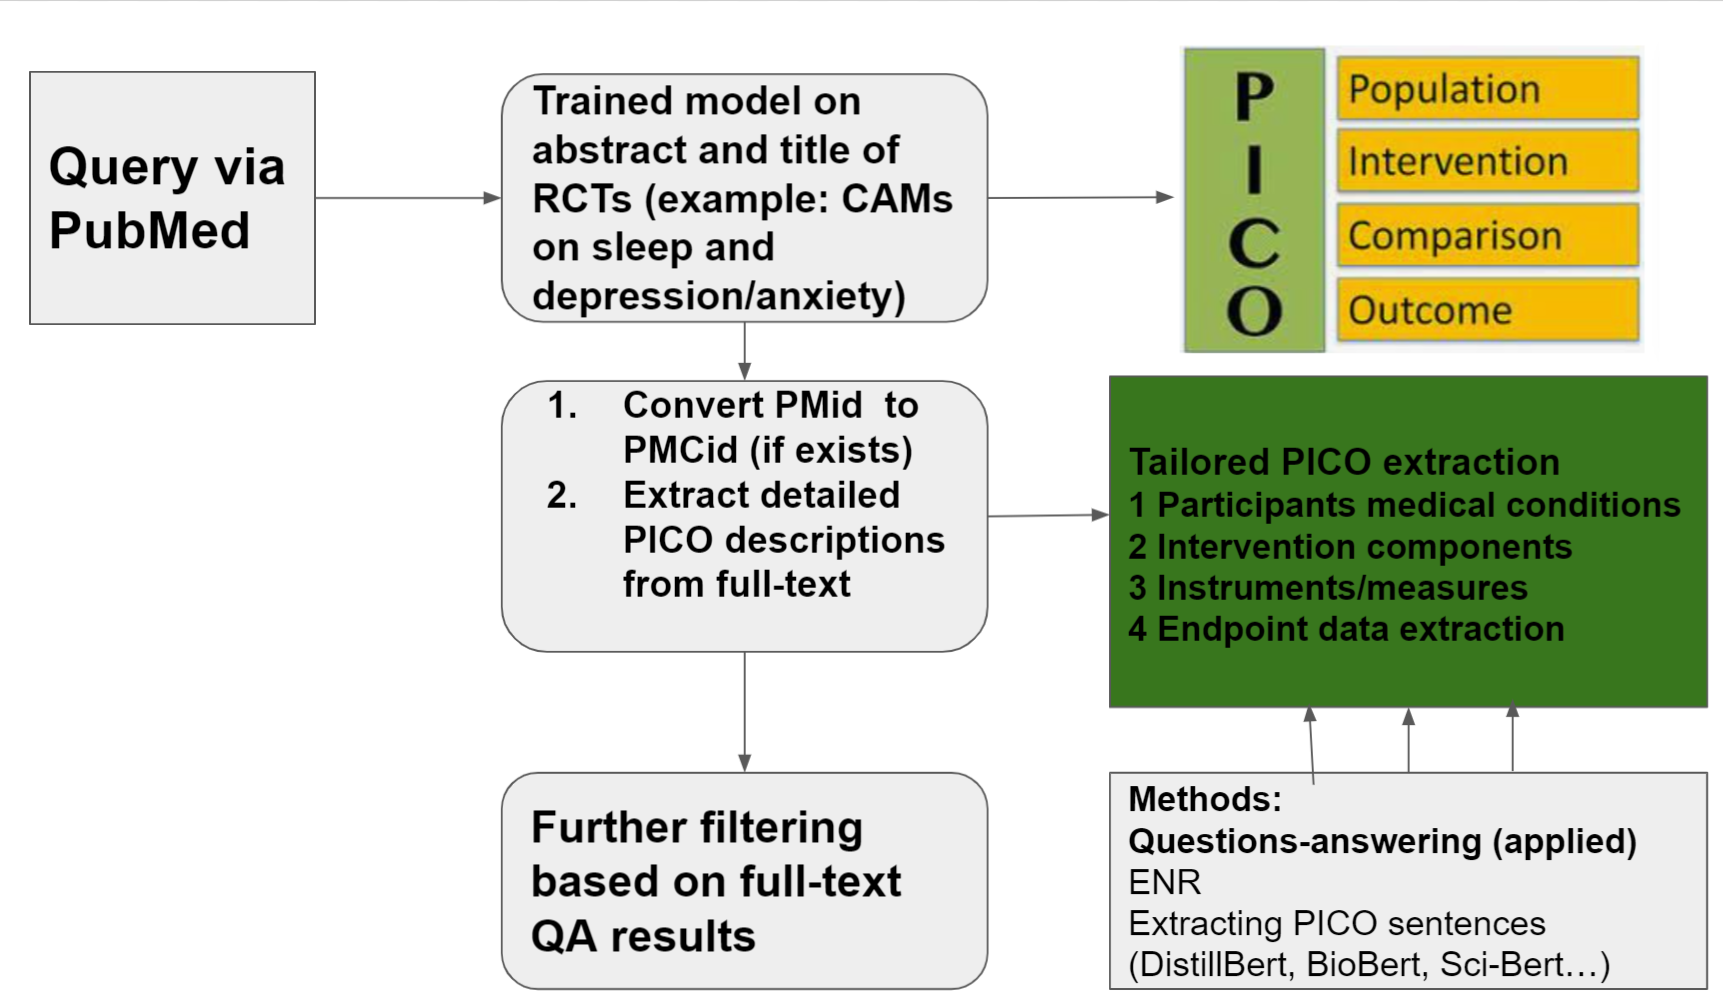 Query via
PubMed
Trained model on
abstract and title of
RCTs (example: CAMs
on sleep and
depression/anxiety)
P
Population
I
Intervention
C
Comparison
O
Outcome
1. Convert PMid  to
PMCid (if exists)
2. Extract detailed
PICO descriptions
from full-text
Tailored PICO extraction
1 Participants medical conditions
2 Intervention components
3 Instruments/measures
4 Endpoint data extraction
Further filtering
based on full-text
QA results
Methods:
Questions-answering (applied)
ENR
Extracting PICO sentences
(DistillBert, BioBert, Sci-Bert…)